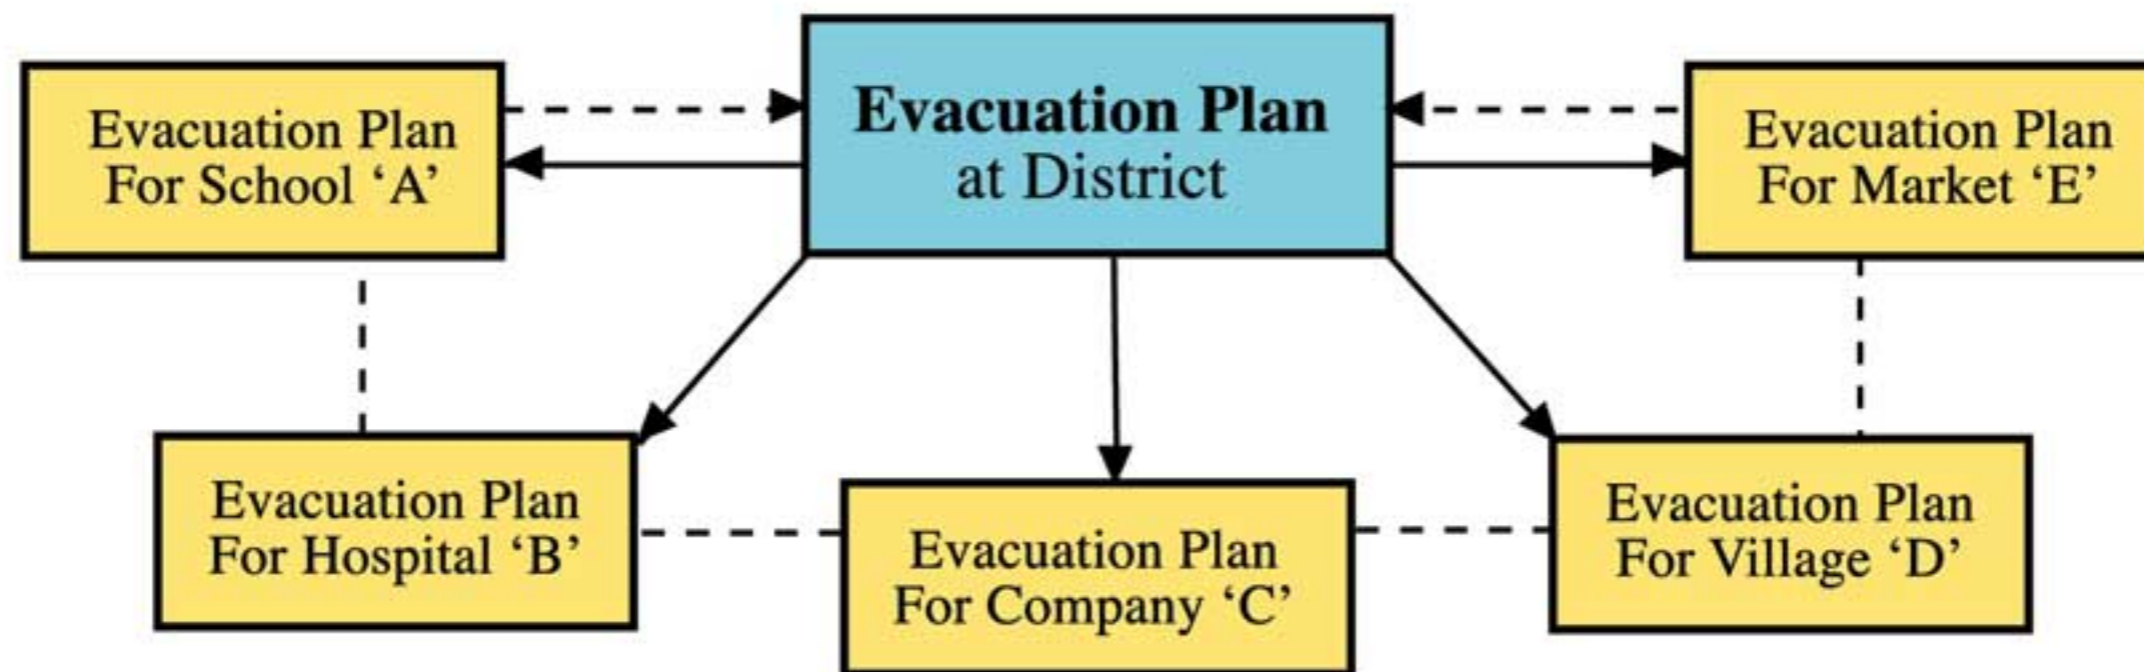 Evacuation Plan
at District
Evacuation Plan
For School ‘A’
Evacuation Plan
For Market ‘E’
Evacuation Plan
For Hospital ‘B’
Evacuation Plan
For Company ‘C’
Evacuation Plan
For Village ‘D’